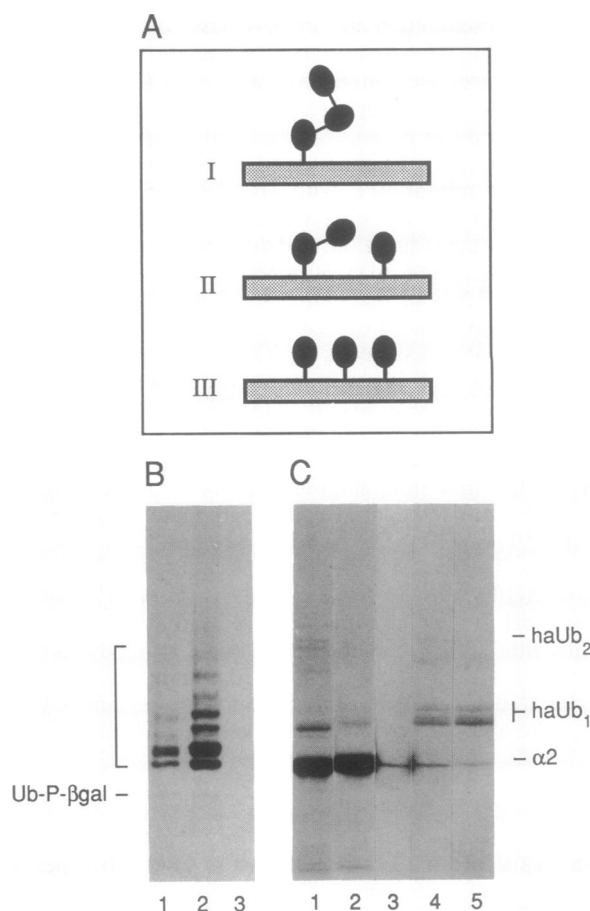 A
I
II
III
B
C
haUb₂
haUb₁
α2
Ub-P-βgal
1 2 3
1 2 3 4 5